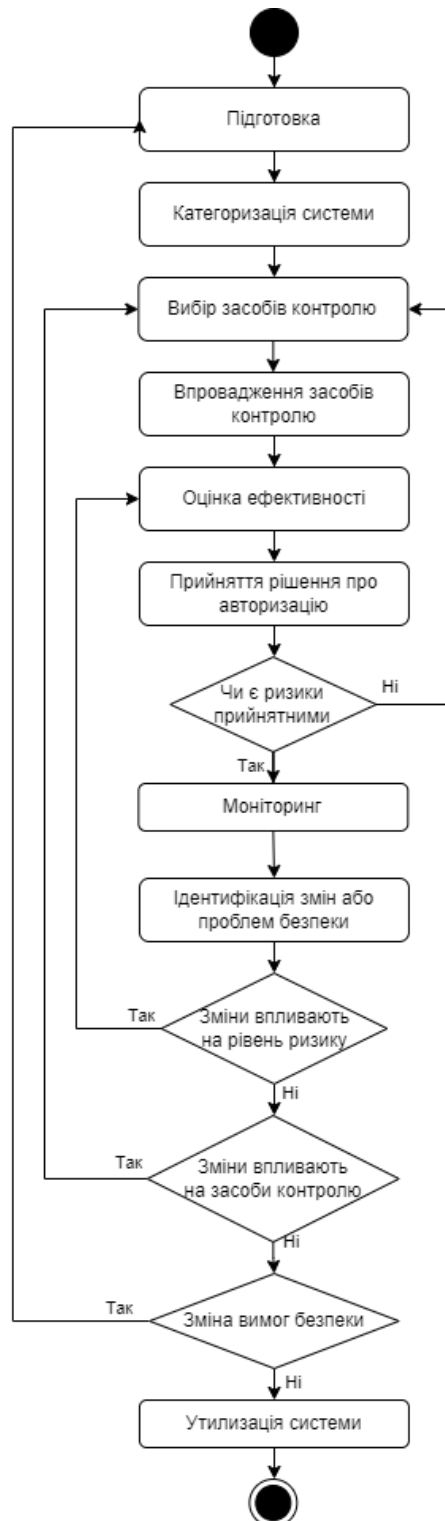 Підготовка
Категоризація системи
Вибір засобів контролю
Впровадження засобів
контролю
Оцінка ефективності
Прийняття рішення про
авторизацію
Чи є ризики
прийнятними
Ні
Так
Моніторинг
Ідентифікація змін або
проблем безпеки
Так
Зміни впливають
на рівень ризику
Ні
Так
Зміни впливають
на засоби контролю
Ні
Так
Зміна вимог безпеки
Ні
Утилизація системи